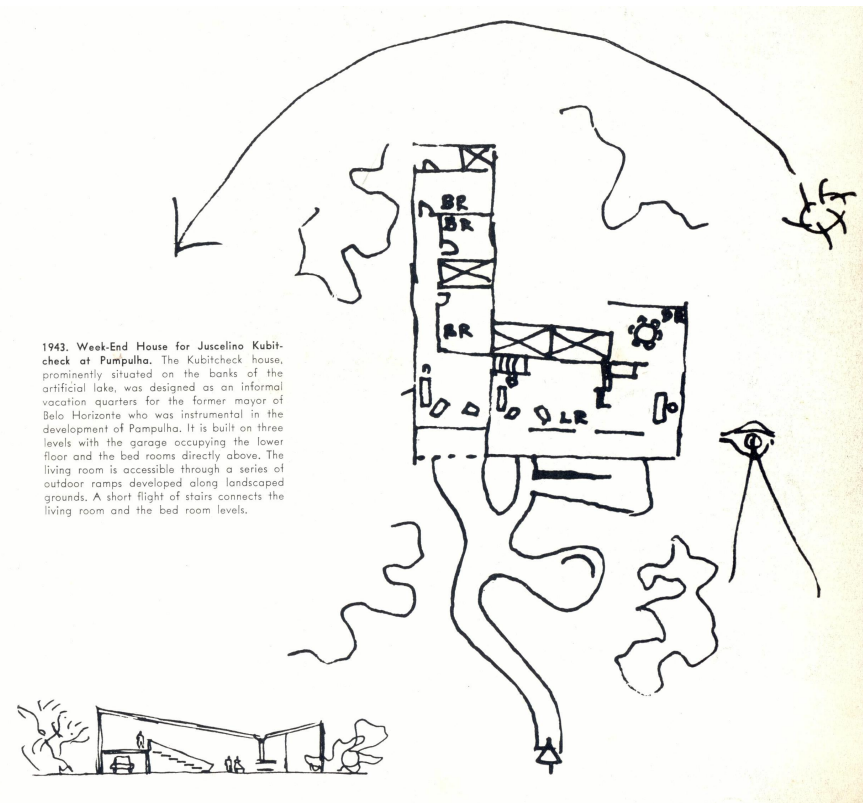 BR
BR
BR
DR
LR
1943. Week-End House for Juscelino Kubit-
check at Pumpulha. The Kubitcheck house,
prominently situated on the banks of the
artificial lake, was designed as an informal
vacation quarters for the former mayor of
Belo Horizonte who was instrumental in the
development of Pampulha. It is built on three
levels with the garage occupying the lower
floor and the bed rooms directly above. The
living room is accessible through a series of
outdoor ramps developed along landscaped
grounds. A short flight of stairs connects the
living room and the bed room levels.